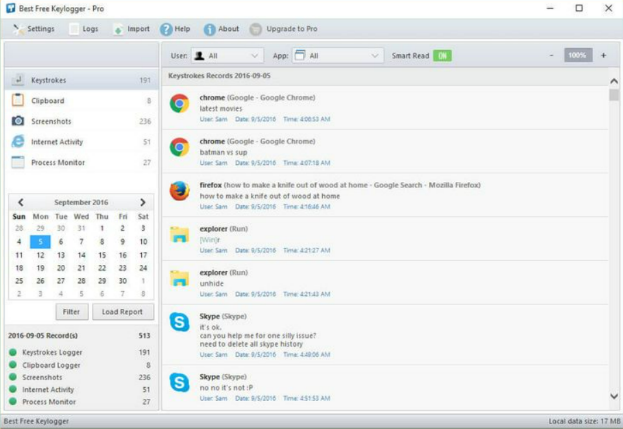 Best Free Keylogger - Pro
Settings Logs Import Help About Upgrade to Pro
User: All App: All Smart Read ON - 100% +
Keystrokes 191
Clipboard 8
Screenshots 236
Internet Activity 51
Process Monitor 27
September 2016
Sun Mon Tue Wed Thu Fri Sat
28 29 30 31 1 2 3
4 5 6 7 8 9 10
11 12 13 14 15 16 17
18 19 20 21 22 23 24
25 26 27 28 29 30 1
2 3 4 5 6 7 8
Filter Load Report
2016-09-05 Record(s) 513
Keystrokes Logger 191
Clipboard Logger 8
Screenshots 236
Internet Activity 51
Process Monitor 27
Keystrokes Records 2016-09-05
chrome (Google - Google Chrome)
latest movies
User: Sam Date: 9/5/2016 Time: 4:06:53 AM
chrome (Google - Google Chrome)
batman vs sup
User: Sam Date: 9/5/2016 Time: 4:07:18 AM
firefox (how to make a knife out of wood at home - Google Search - Mozilla Firefox)
how to make a knife out of wood at home
User: Sam Date: 9/5/2016 Time: 4:18:46 AM
explorer (Run)
[Win]r
User: Sam Date: 9/5/2016 Time: 4:21:27 AM
explorer (Run)
unhide
User: Sam Date: 9/5/2016 Time: 4:21:43 AM
Skype (Skype)
it's ok,
can you help me for one silly issue?
need to delete all skype history
User: Sam Date: 9/5/2016 Time: 4:48:06 AM
Skype (Skype)
no no it's not :P
User: Sam Date: 9/5/2016 Time: 4:51:53 AM
Best Free Keylogger Local data size: 17 MB